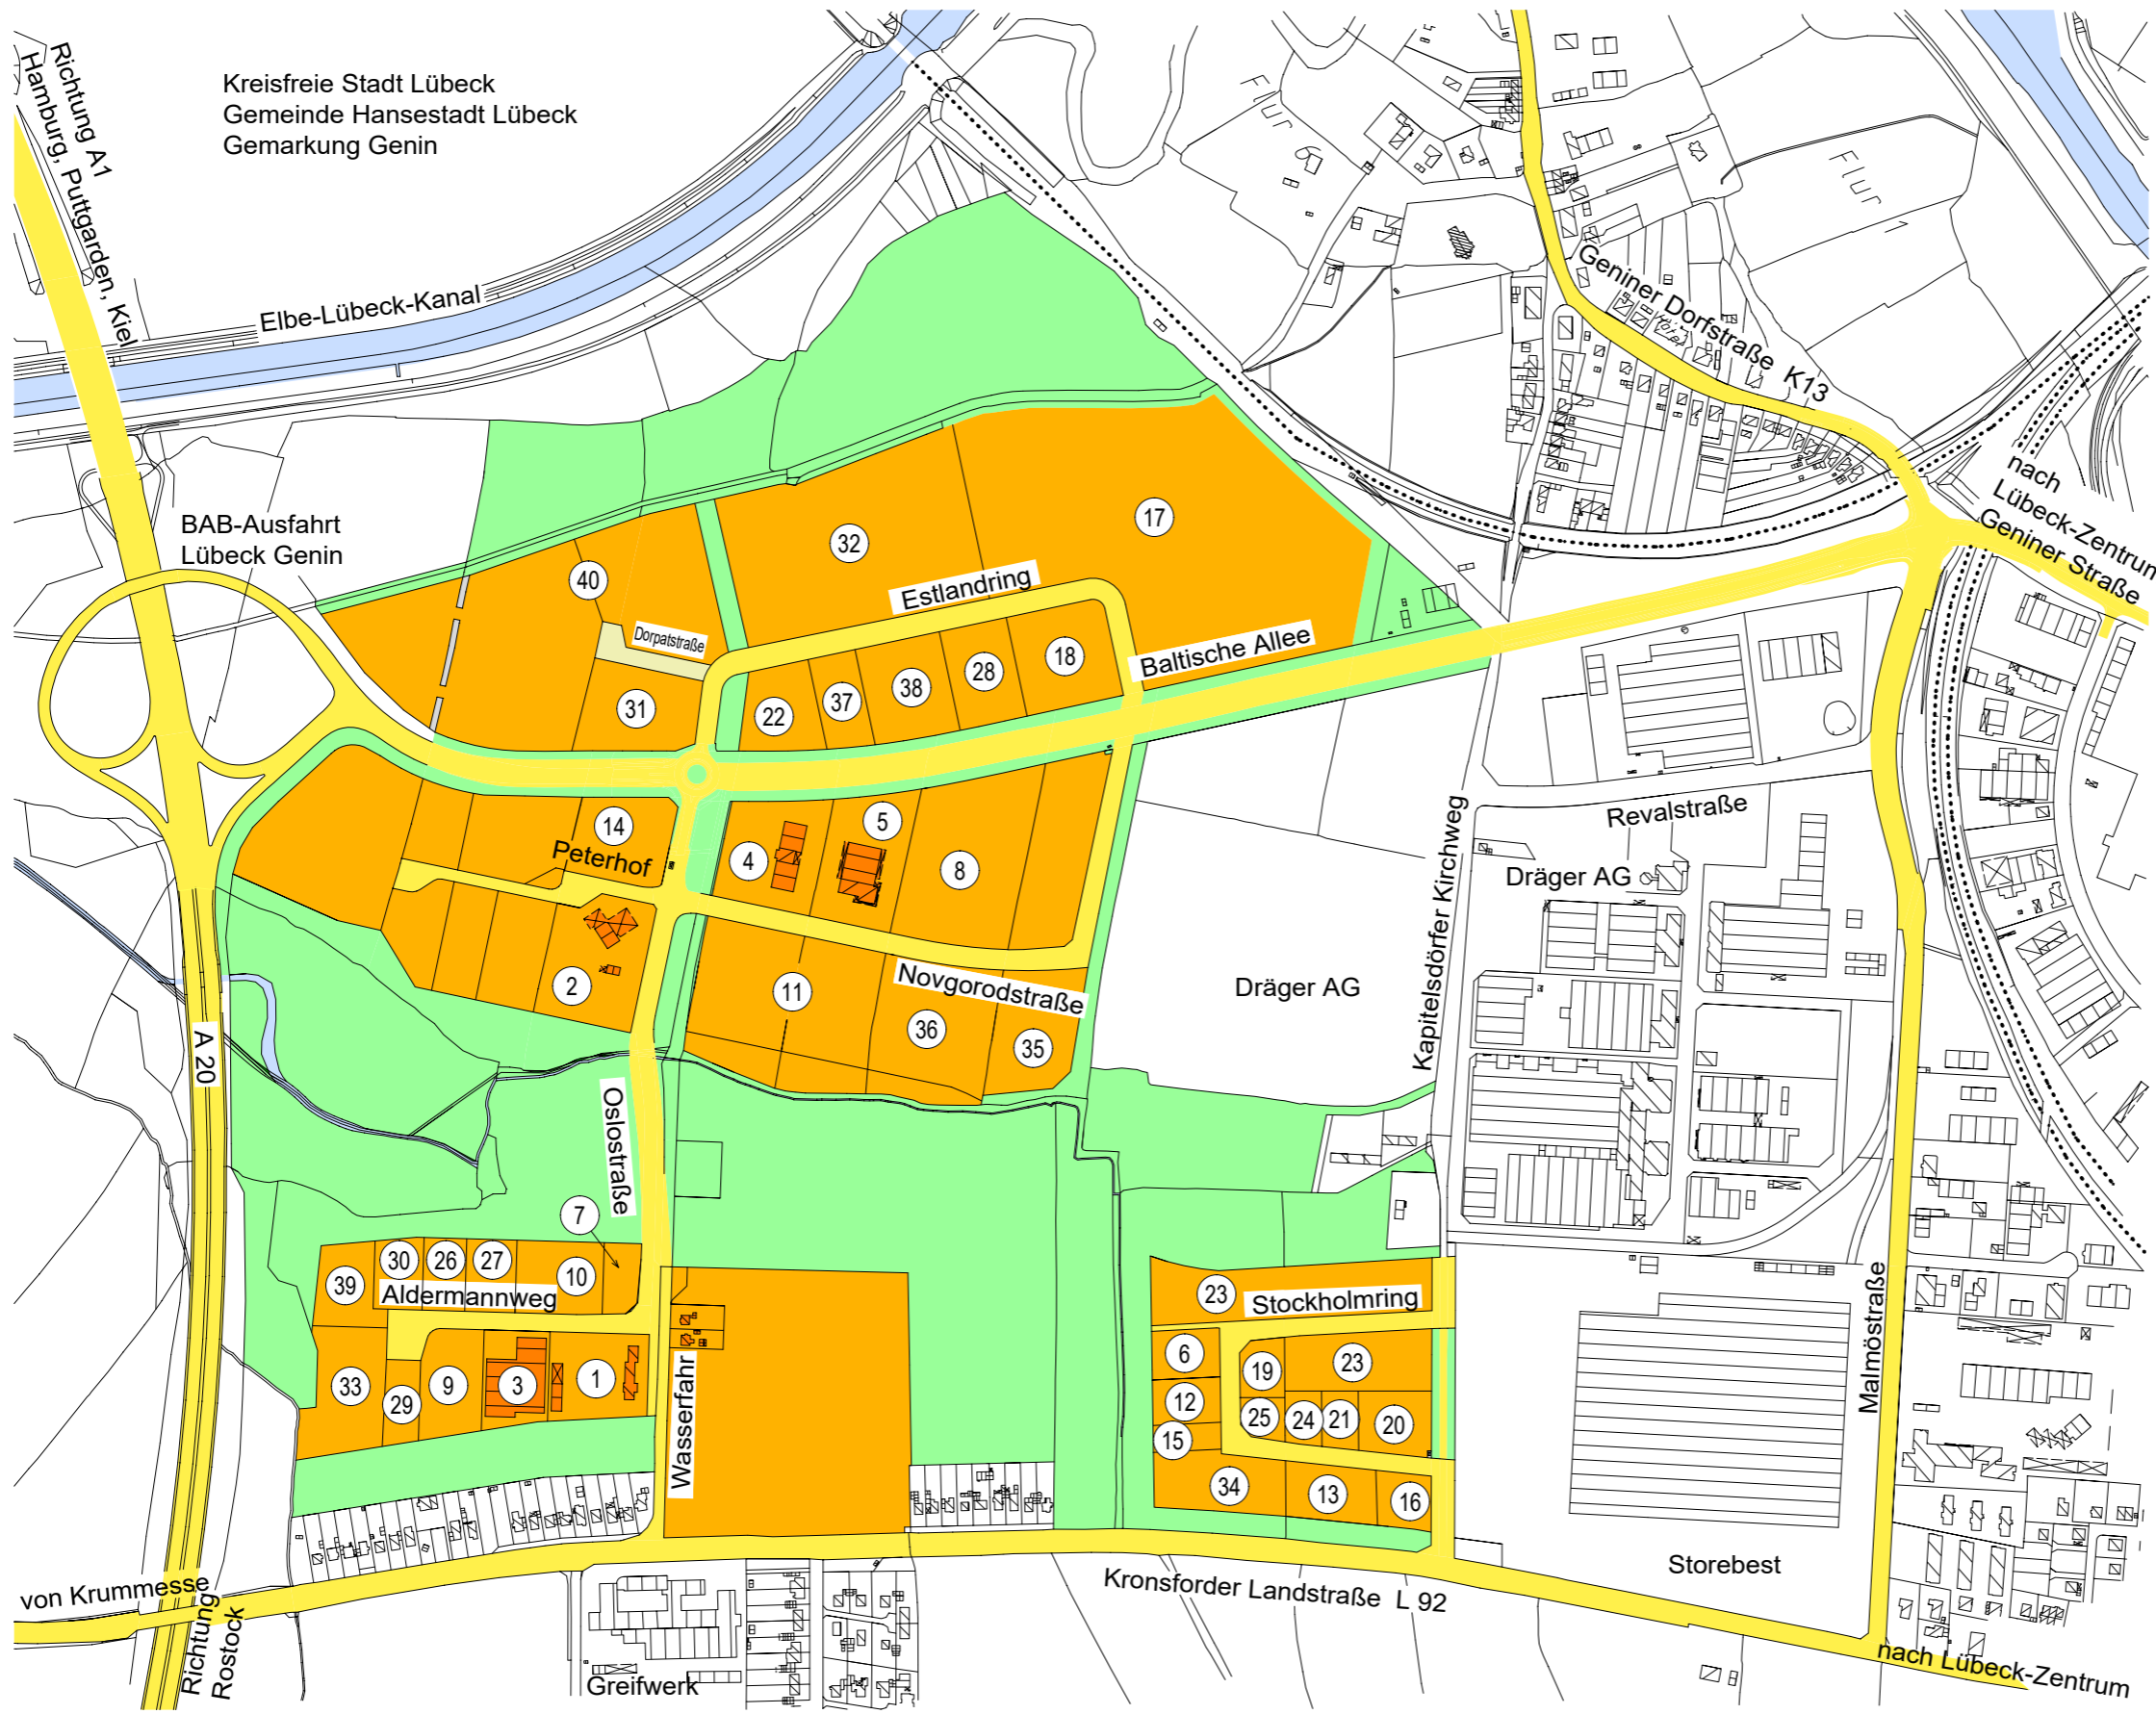 Kreisfreie Stadt Lübeck
Gemeinde Hansestadt Lübeck
Gemarkung Genin
Richtung A1
Hamburg, Puttgarden, Kiel
Elbe-Lübeck-Kanal
Flur 6
Flur 1
Geniner Dorfstraße K13
nach
Lübeck-Zentrum
Geniner Straße
BAB-Ausfahrt
Lübeck Genin
40
32
17
Estlandring
Dorpatstraße
31
22
37
38
28
18
Baltische Allee
14
Peterhof
4
5
8
2
11
Novgorodstraße
36
35
Revalstraße
Dräger AG
Dräger AG
Kapitelsdörfer Kirchweg
A 20
Oslostraße
7
39
30
26
27
10
Aldermannweg
33
29
9
3
1
Wasserfahr
23
Stockholmring
6
19
23
12
25
24
21
20
15
34
13
16
Malmöstraße
Storebest
Kronsforder Landstraße L 92
von Krummesse
Richtung
Rostock
Greifwerk
nach Lübeck-Zentrum